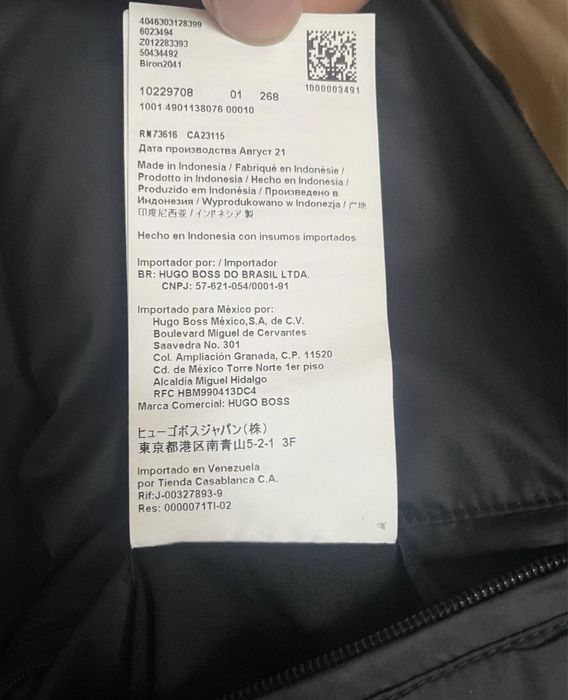 4046303128399
6023494
Z012283393
50434492
Biron2041
1000003491
10229708 01 268
1001 4901138076 00010
RN73616 CA23115
Дата производства Август 21
Made in Indonesia / Fabriqué en Indonésie /
Prodotto in Indonesia / Hecho en Indonesia /
Produzido em Indonésia / Произведено в
Индонезия / Wyprodukowano w Indonezja / 产地
印度尼西亚 / インドネシア 製
Hecho en Indonesia con insumos importados
Importador por: / Importador
BR: HUGO BOSS DO BRASIL LTDA.
CNPJ: 57-621-054/0001-91
Importado para México por:
Hugo Boss México,S.A, de C.V.
Boulevard Miguel de Cervantes
Saavedra No. 301
Col. Ampliación Granada, C.P. 11520
Cd. de México Torre Norte 1er piso
Alcaldia Miguel Hidalgo
RFC HBM990413DC4
Marca Comercial: HUGO BOSS
ヒューゴボスジャパン(株)
東京都港区南青山5-2-1 3F
Importado en Venezuela
por Tienda Casablanca C.A.
Rif:J-00327893-9
Res: 0000071TI-02